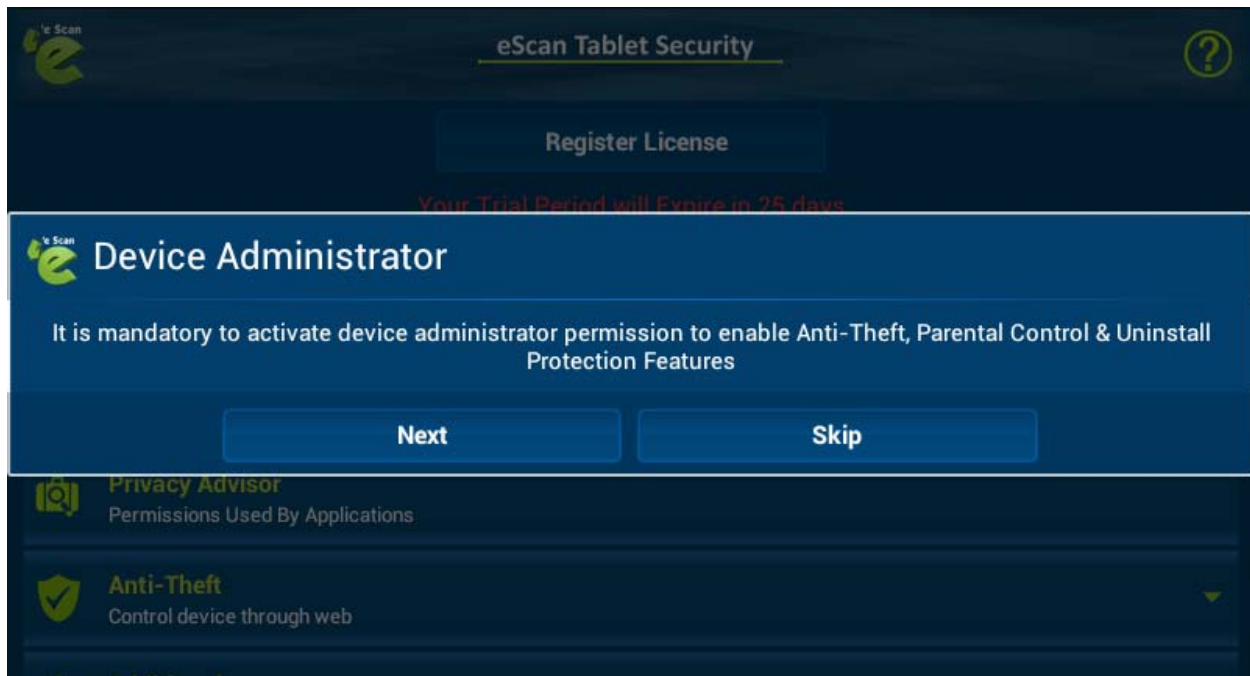 e Scan
eScan Tablet Security
?
Register License
Your Trial Period will Expire in 25 days
e Scan
Device Administrator
It is mandatory to activate device administrator permission to enable Anti-Theft, Parental Control & Uninstall
Protection Features
Next
Skip
Privacy Advisor
Permissions Used By Applications
Anti-Theft
Control device through web